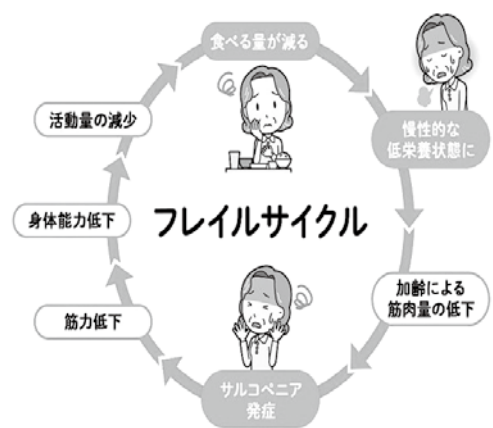 フレイルサイクル
食べる量が減る
慢性的な
低栄養状態に
加齢による
筋肉量の低下
サルコペニア
発症
筋力低下
身体能力低下
活動量の減少